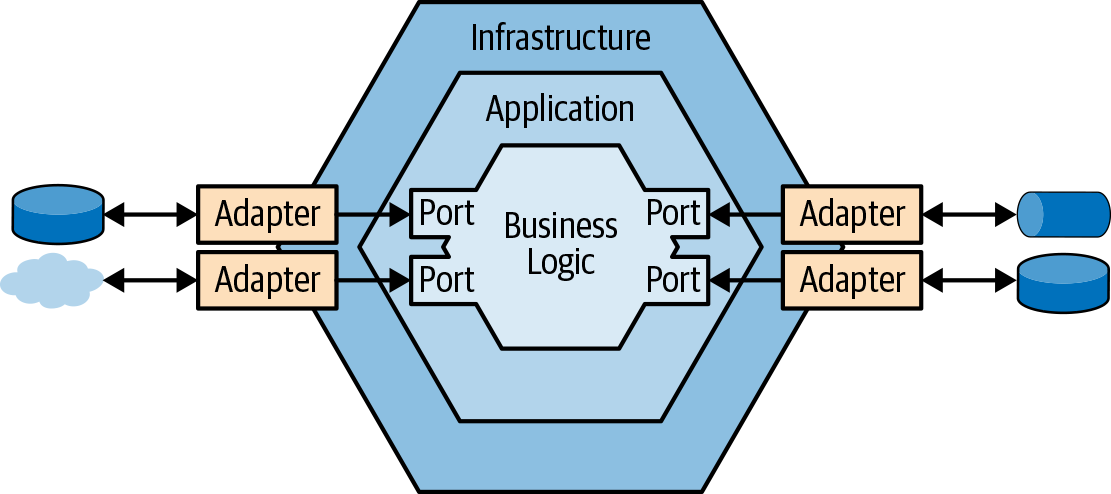 Infrastructure
Application
Adapter
Port
Business
Logic
Port
Adapter
Adapter
Port
Port
Adapter